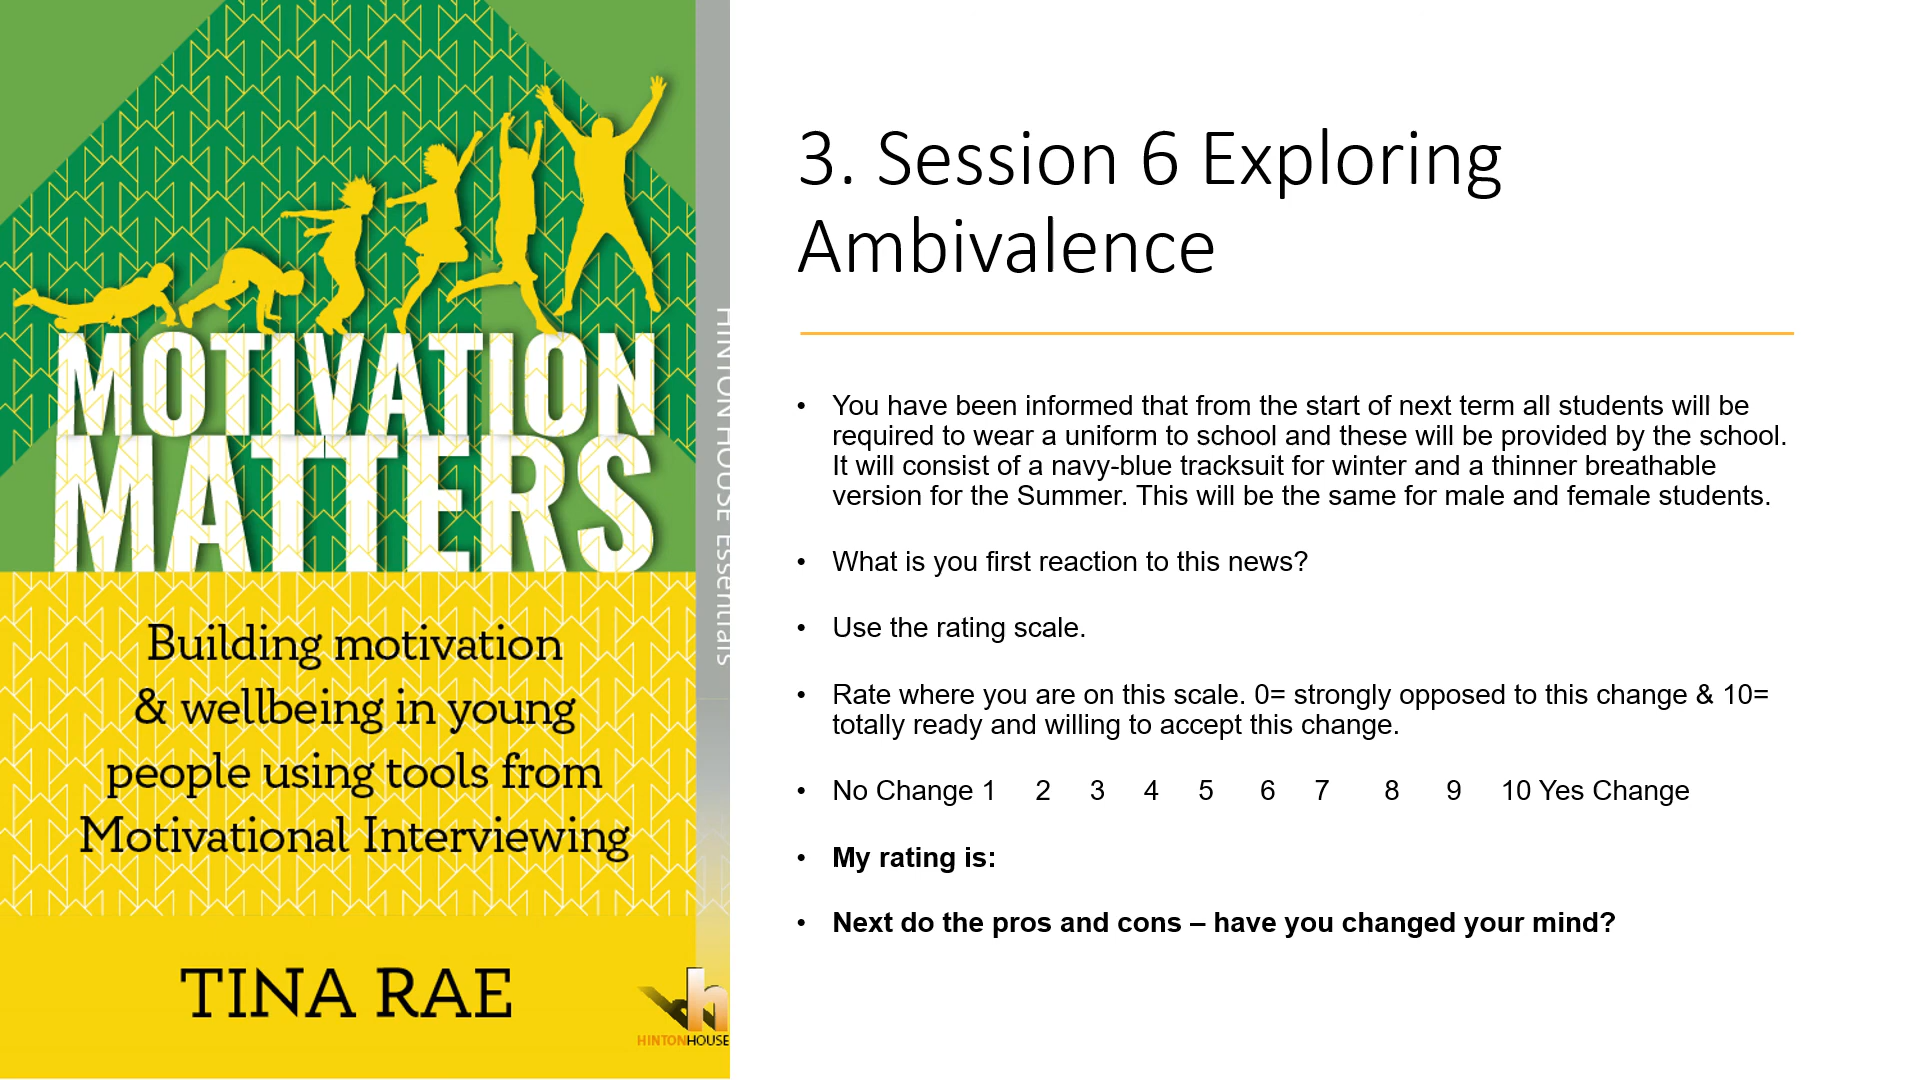 MOTIVATION
MATTERS
Building motivation
& wellbeing in young
people using tools from
Motivational Interviewing
TINA RAE
HINTONHOUSE
HINTON HOUSE Essentials
3. Session 6 Exploring
Ambivalence
• You have been informed that from the start of next term all students will be
required to wear a uniform to school and these will be provided by the school.
It will consist of a navy-blue tracksuit for winter and a thinner breathable
version for the Summer. This will be the same for male and female students.
• What is you first reaction to this news?
• Use the rating scale.
• Rate where you are on this scale. 0= strongly opposed to this change & 10=
totally ready and willing to accept this change.
• No Change 1 2 3 4 5 6 7 8 9 10 Yes Change
• My rating is:
• Next do the pros and cons – have you changed your mind?